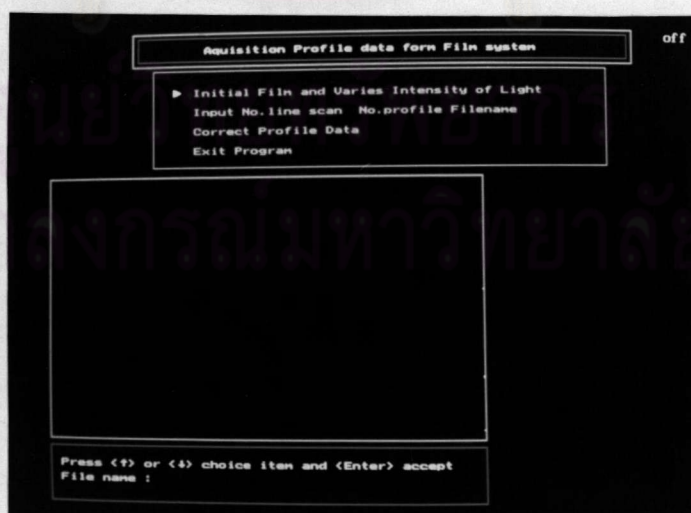 Aquisition Profile data form Film system
off
► Initial Film and Varies Intensity of Light
Input No.line scan No.profile Filename
Correct Profile Data
Exit Program
Press <↑> or <↓> choice item and <Enter> accept
File name :